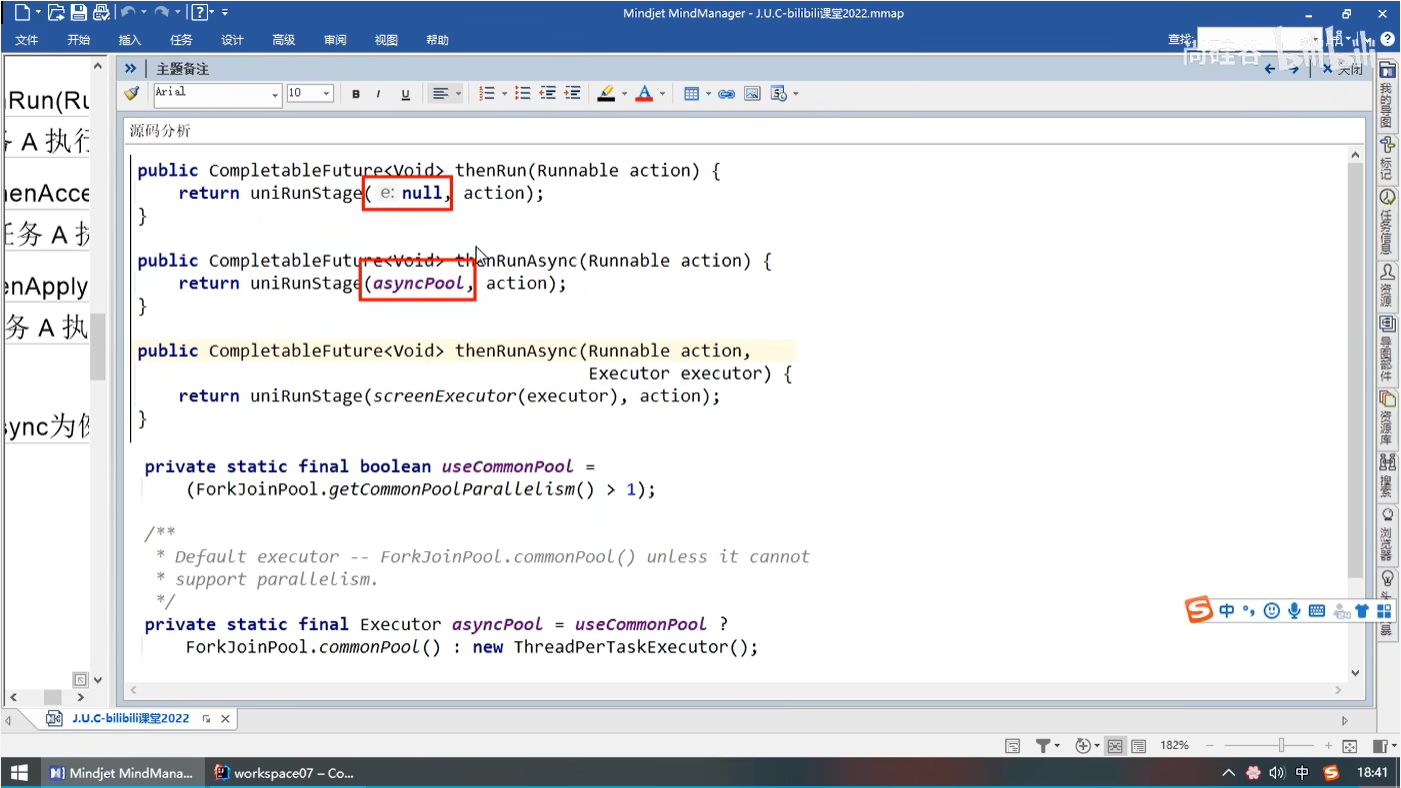 Mindjet MindManager - J.U.C-bilibili课堂2022.mmap
文件 开始 插入 任务 设计 高级 审阅 视图 帮助
查找:
尚硅谷 bilibili
主题备注
关闭
Arial 10 B I U
源码分析
public CompletableFuture<Void> thenRun(Runnable action) {
return uniRunStage( e: null, action);
}
public CompletableFuture<Void> thenRunAsync(Runnable action) {
return uniRunStage(asyncPool, action);
}
public CompletableFuture<Void> thenRunAsync(Runnable action,
Executor executor) {
return uniRunStage(screenExecutor(executor), action);
}
private static final boolean useCommonPool =
(ForkJoinPool.getCommonPoolParallelism() > 1);
/**
* Default executor -- ForkJoinPool.commonPool() unless it cannot
* support parallelism.
*/
private static final Executor asyncPool = useCommonPool ?
ForkJoinPool.commonPool() : new ThreadPerTaskExecutor();
nRun(Ru
务 A 执行
henAcce
任务 A 执
enApply
务 A 执
ync为例
我的导图
标记
任务信息
资源
导图部件
资源库
搜索
浏览器
中
J.U.C-bilibili课堂2022
182%
Mindjet MindMana...
workspace07 – Co...
中
18:41